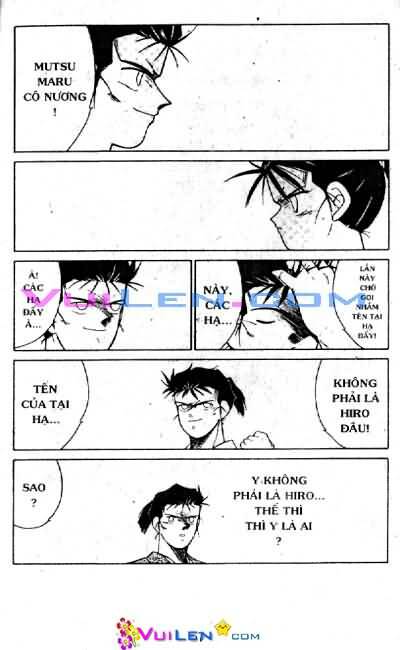 MUTSU
MARU
CÔ NƯƠNG
!
LẦN
NÀY
CHỚ
GỌI
NHẦM
TÊN TẠI
HẠ
ĐẤY!
NÀY.
CÁC
HẠ...
À!
CÁC
HẠ
ĐẤY
À...
VUILEN.COM
KHÔNG
PHẢI LÀ
HIRO
ĐÂU!
TÊN
CỦA TẠI
HẠ...
SAO
?
Y KHÔNG
PHẢI LÀ HIRO...
THẾ THÌ
THÌ Y LÀ AI
?
VUILEN.COM